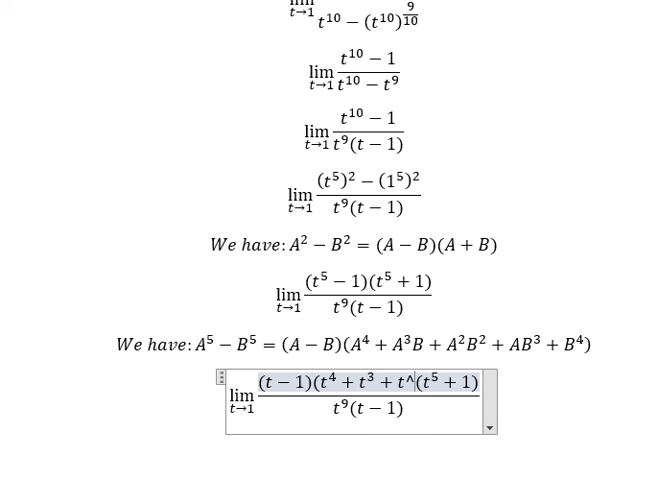 lim t→1 t¹⁰ − (t¹⁰)^(9/10)
lim t→1 (t¹⁰ − 1)/(t¹⁰ − t⁹)
lim t→1 (t¹⁰ − 1)/(t⁹(t − 1))
lim t→1 ((t⁵)² − (1⁵)²)/(t⁹(t − 1))
We have: A² − B² = (A − B)(A + B)
lim t→1 ((t⁵ − 1)(t⁵ + 1))/(t⁹(t − 1))
We have: A⁵ − B⁵ = (A − B)(A⁴ + A³B + A²B² + AB³ + B⁴)
lim t→1 ((t − 1)(t⁴ + t³ + t^(t⁵ + 1))/(t⁹(t − 1))